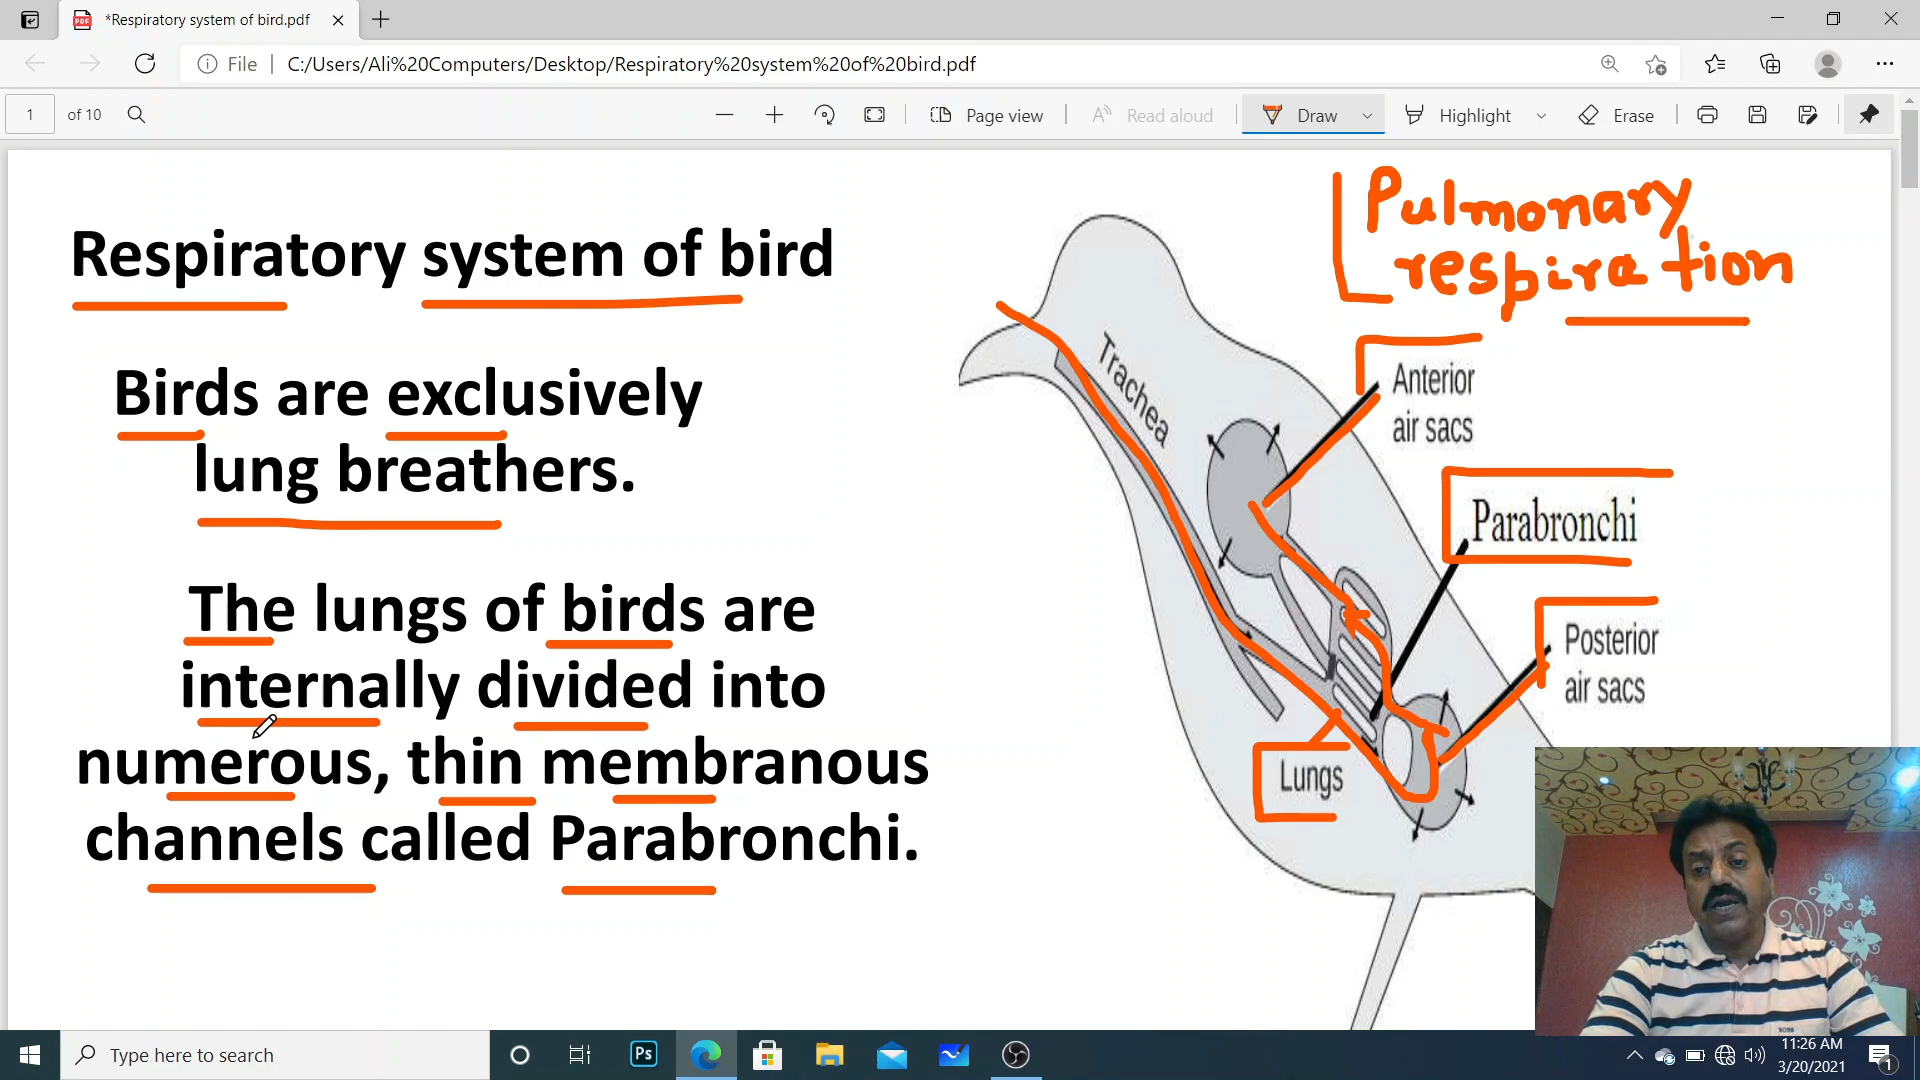 *Respiratory system of bird.pdf
File
C:/Users/Ali%20Computers/Desktop/Respiratory%20system%20of%20bird.pdf
1 of 10
Page view
Read aloud
Draw
Highlight
Erase
Pulmonary
respiration
Respiratory system of bird
Birds are exclusively
lung breathers.
The lungs of birds are
internally divided into
numerous, thin membranous
channels called Parabronchi.
Trachea
Anterior
air sacs
Parabronchi
Posterior
air sacs
Lungs
Type here to search
Ps
11:26 AM
3/20/2021
1